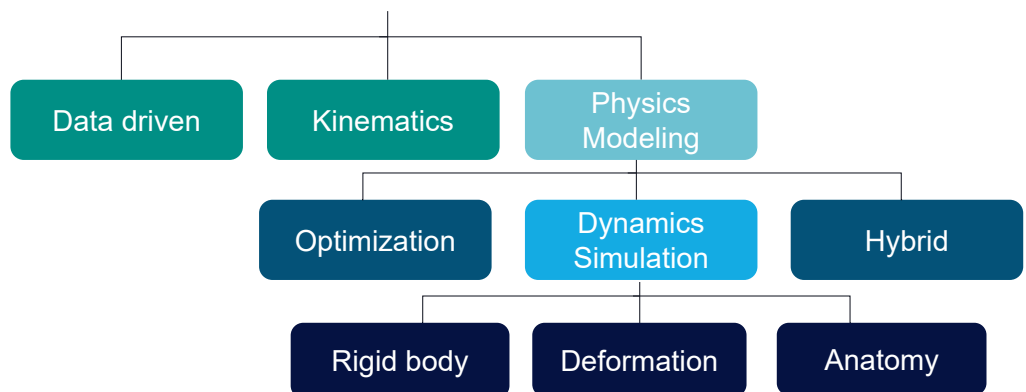 Data driven
Kinematics
Physics
Modeling
Optimization
Dynamics
Simulation
Hybrid
Rigid body
Deformation
Anatomy